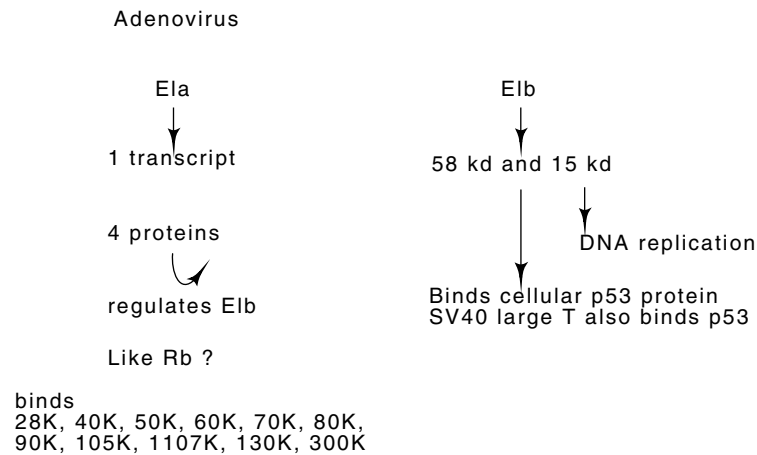 Adenovirus
Ela
1 transcript
4 proteins
regulates Elb
Like Rb ?
binds
28K, 40K, 50K, 60K, 70K, 80K,
90K, 105K, 1107K, 130K, 300K
Elb
58 kd and 15 kd
DNA replication
Binds cellular p53 protein
SV40 large T also binds p53